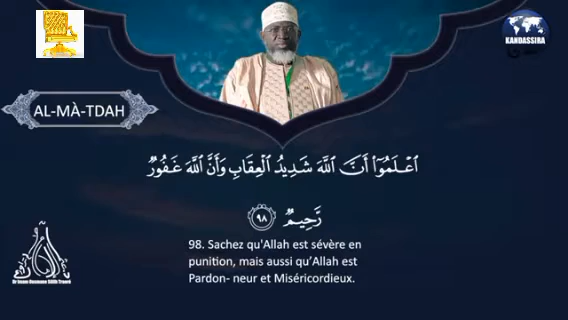 KANDASSIRA
AL-MÀ-TDAH
ٱعْلَمُوٓا۟ أَنَّ ٱللَّهَ شَدِيدُ ٱلْعِقَابِ وَأَنَّ ٱللَّهَ غَفُورٌ
رَّحِيمٌ ٩٨
98. Sachez qu'Allah est sévère en
punition, mais aussi qu’Allah est
Pardon- neur et Miséricordieux.